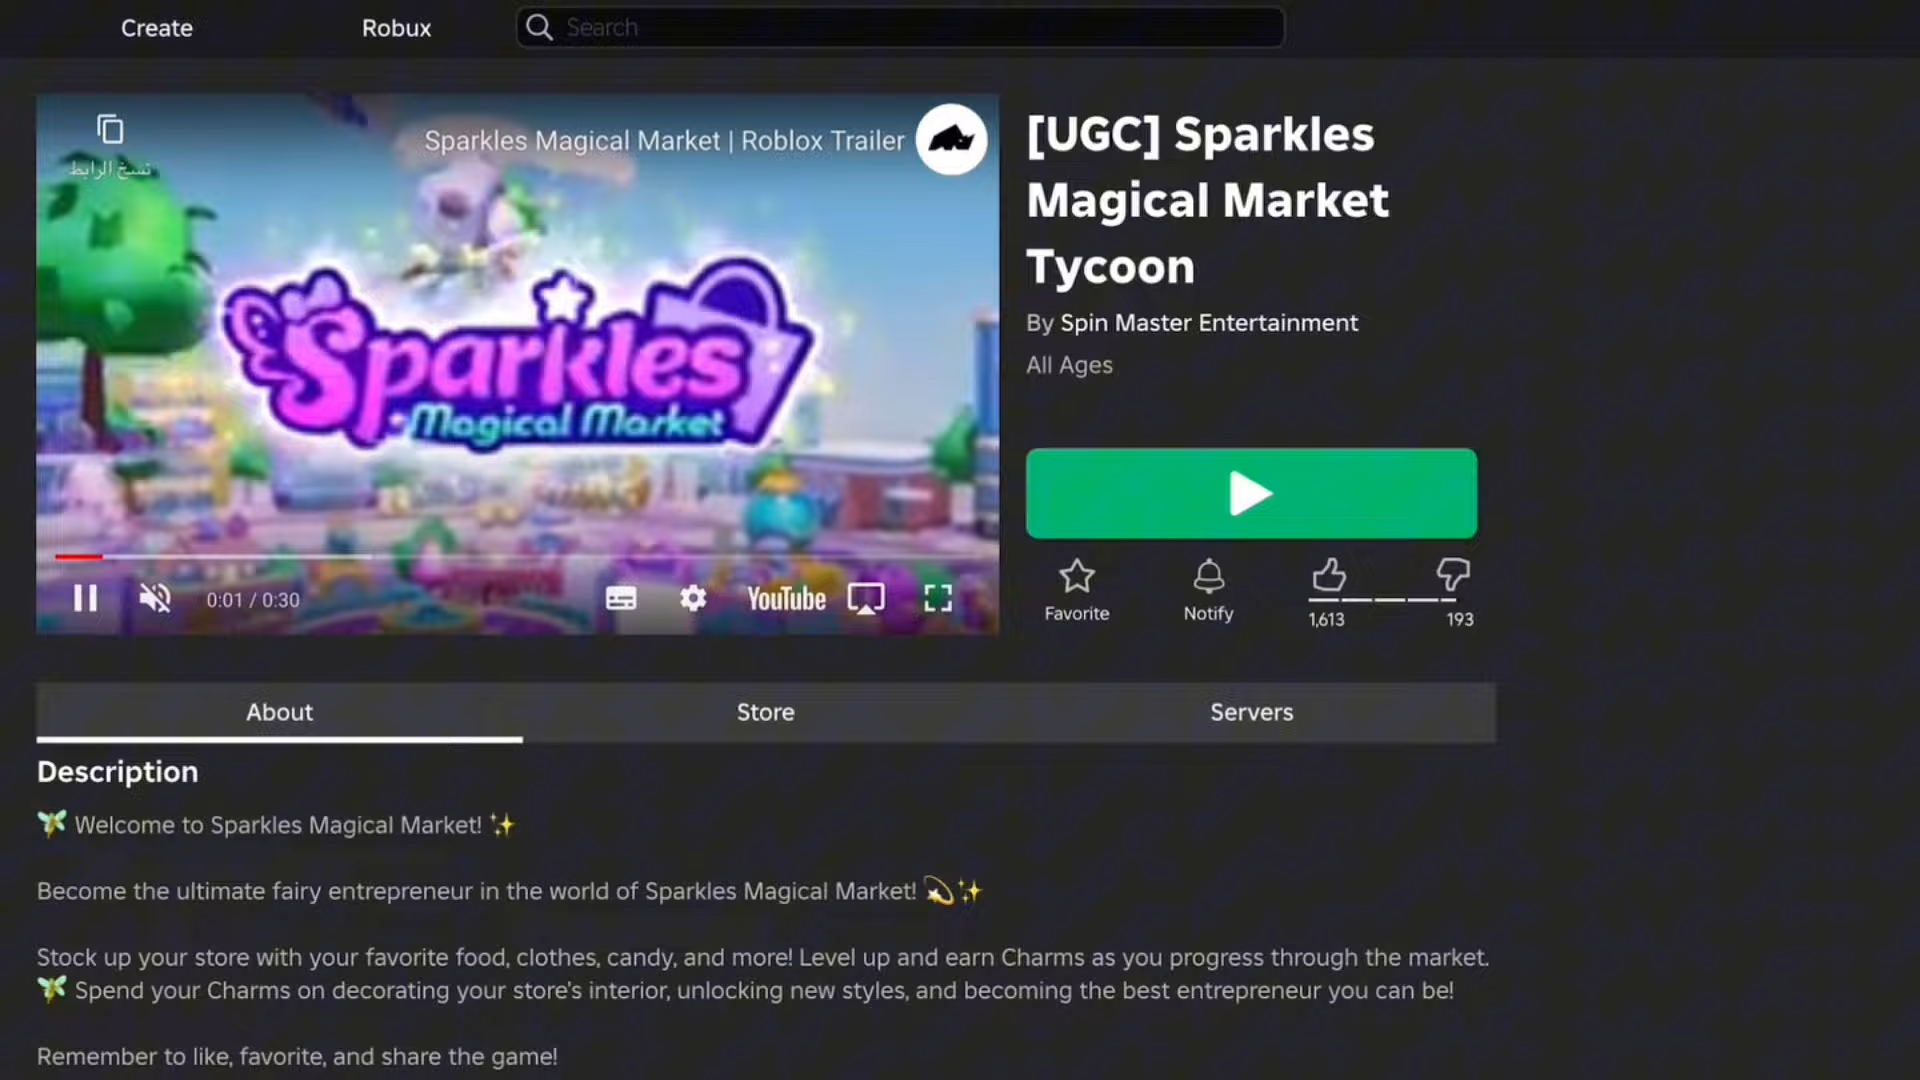 Create
Robux
Search
نسخ الرابط
Sparkles Magical Market | Roblox Trailer
Sparkles
Magical Market
0:01 / 0:30
YouTube
[UGC] Sparkles
Magical Market
Tycoon
By Spin Master Entertainment
All Ages
Favorite
Notify
1,613
193
About
Store
Servers
Description
🧚 Welcome to Sparkles Magical Market! ✨
Become the ultimate fairy entrepreneur in the world of Sparkles Magical Market! 💫✨
Stock up your store with your favorite food, clothes, candy, and more! Level up and earn Charms as you progress through the market.
🧚 Spend your Charms on decorating your store's interior, unlocking new styles, and becoming the best entrepreneur you can be!
Remember to like, favorite, and share the game!